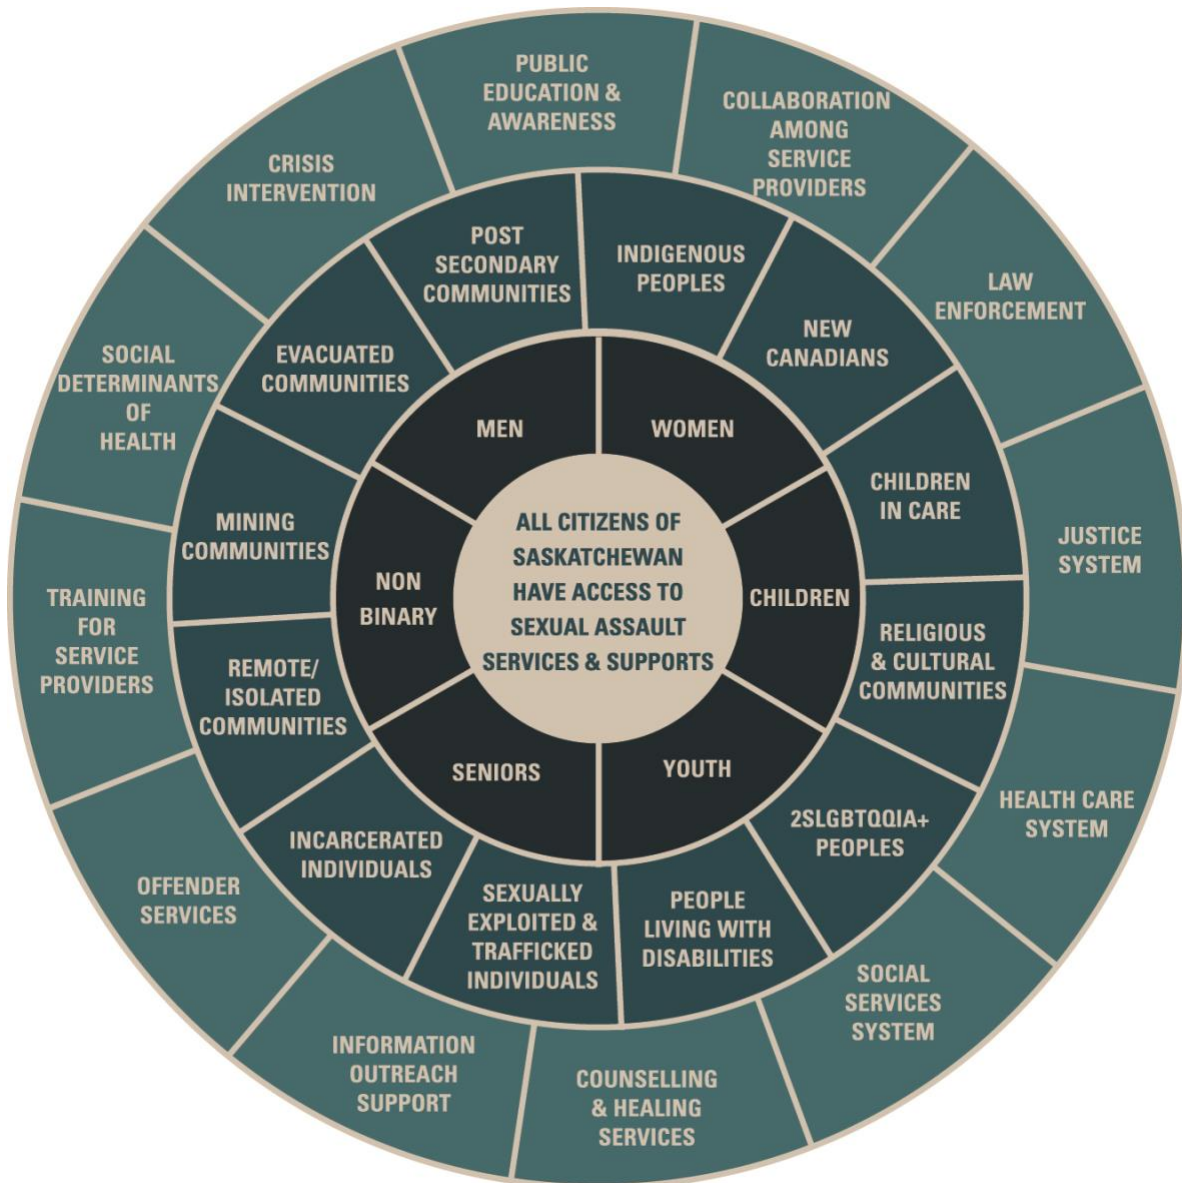 PUBLIC
EDUCATION &
AWARENESS
COLLABORATION
AMONG
SERVICE
PROVIDERS
LAW
ENFORCEMENT
JUSTICE
SYSTEM
HEALTH CARE
SYSTEM
SOCIAL
SERVICES
SYSTEM
COUNSELLING
& HEALING
SERVICES
INFORMATION
OUTREACH
SUPPORT
OFFENDER
SERVICES
TRAINING
FOR
SERVICE
PROVIDERS
SOCIAL
DETERMINANTS
OF
HEALTH
CRISIS
INTERVENTION
POST
SECONDARY
COMMUNITIES
INDIGENOUS
PEOPLES
NEW
CANADIANS
CHILDREN
IN CARE
RELIGIOUS
& CULTURAL
COMMUNITIES
2SLGBTQQIA+
PEOPLES
PEOPLE
LIVING WITH
DISABILITIES
SEXUALLY
EXPLOITED &
TRAFFICKED
INDIVIDUALS
INCARCERATED
INDIVIDUALS
REMOTE/
ISOLATED
COMMUNITIES
MINING
COMMUNITIES
EVACUATED
COMMUNITIES
MEN
WOMEN
CHILDREN
YOUTH
SENIORS
NON
BINARY
ALL CITIZENS OF
SASKATCHEWAN
HAVE ACCESS TO
SEXUAL ASSAULT
SERVICES & SUPPORTS